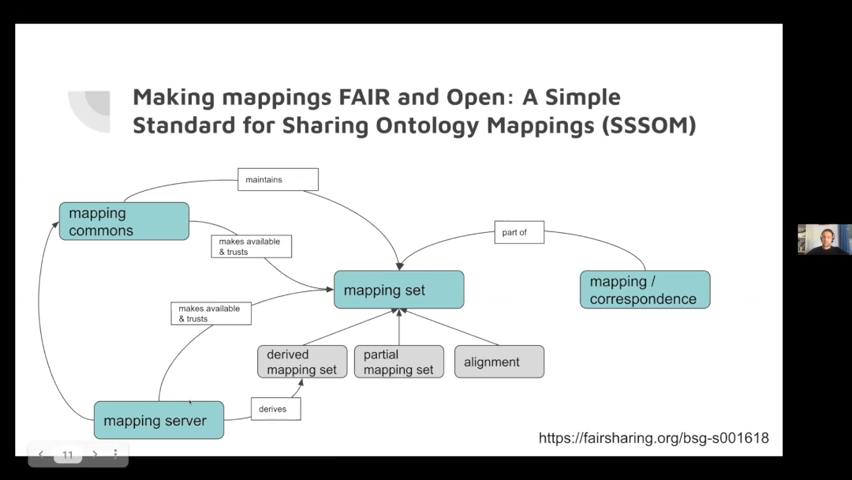 Making mappings FAIR and Open: A Simple
Standard for Sharing Ontology Mappings (SSSOM)
maintains
mapping
commons
makes available
& trusts
part of
mapping set
mapping /
correspondence
makes available
& trusts
derived
mapping set
partial
mapping set
alignment
derives
mapping server
https://fairsharing.org/bsg-s001618
11